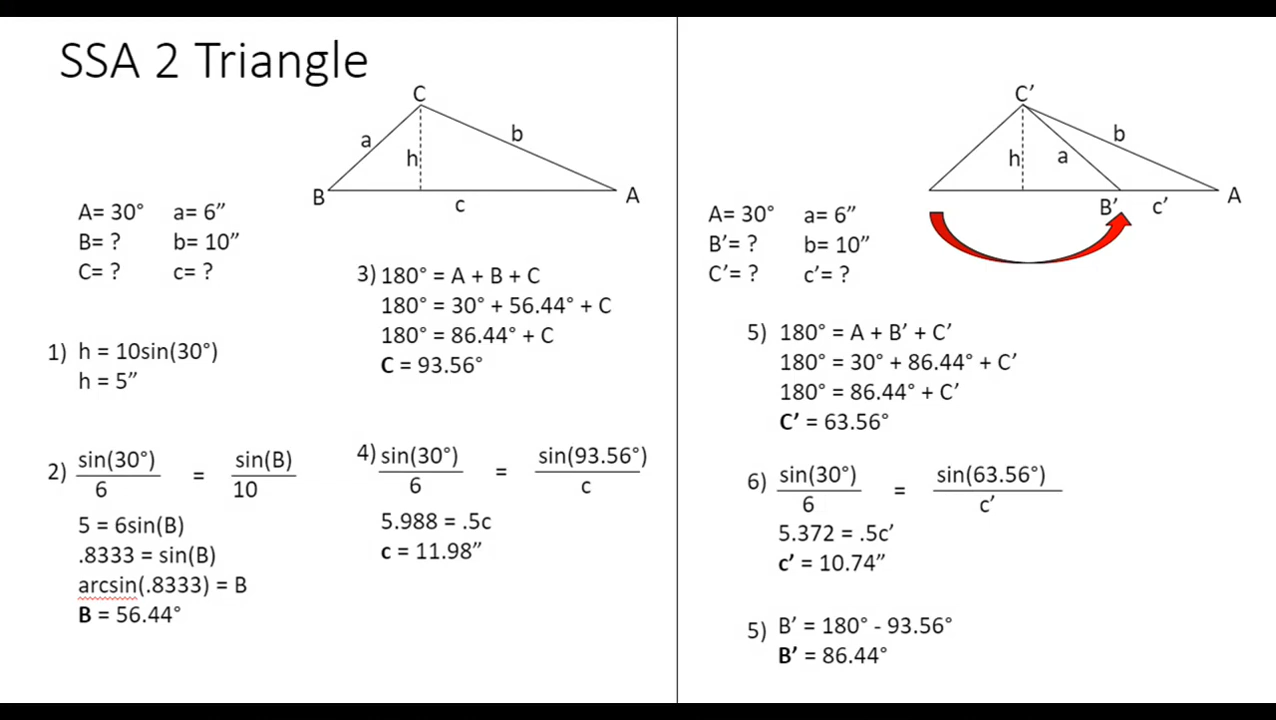 SSA 2 Triangle
C
a
b
h
B
A
c
A= 30° a= 6”
B= ? b= 10”
C= ? c= ?
1) h = 10sin(30°)
h = 5”
2) sin(30°) = sin(B)
6 10
5 = 6sin(B)
.8333 = sin(B)
arcsin(.8333) = B
B = 56.44°
3) 180° = A + B + C
180° = 30° + 56.44° + C
180° = 86.44° + C
C = 93.56°
4) sin(30°) = sin(93.56°)
6 c
5.988 = .5c
c = 11.98”
C’
b
h a
A
B’ c’
A= 30° a= 6”
B’= ? b= 10”
C’= ? c’= ?
5) 180° = A + B’ + C’
180° = 30° + 86.44° + C’
180° = 86.44° + C’
C’ = 63.56°
6) sin(30°) = sin(63.56°)
6 c’
5.372 = .5c’
c’ = 10.74”
5) B’ = 180° - 93.56°
B’ = 86.44°